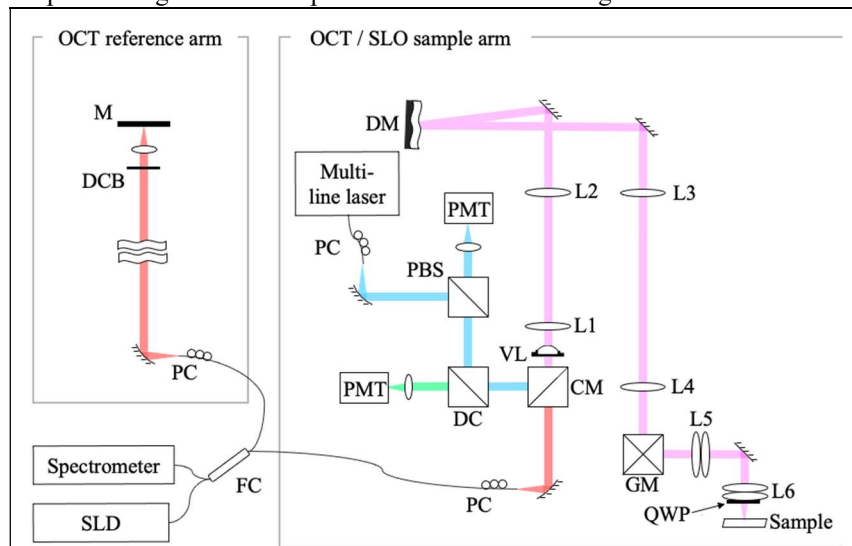 OCT reference arm
OCT / SLO sample arm
M
DCB
PC
DM
Multi-
line laser
PC
PMT
PBS
L2
L3
L1
VL
CM
PMT
DC
L4
L5
GM
L6
QWP
Sample
Spectrometer
SLD
FC
PC